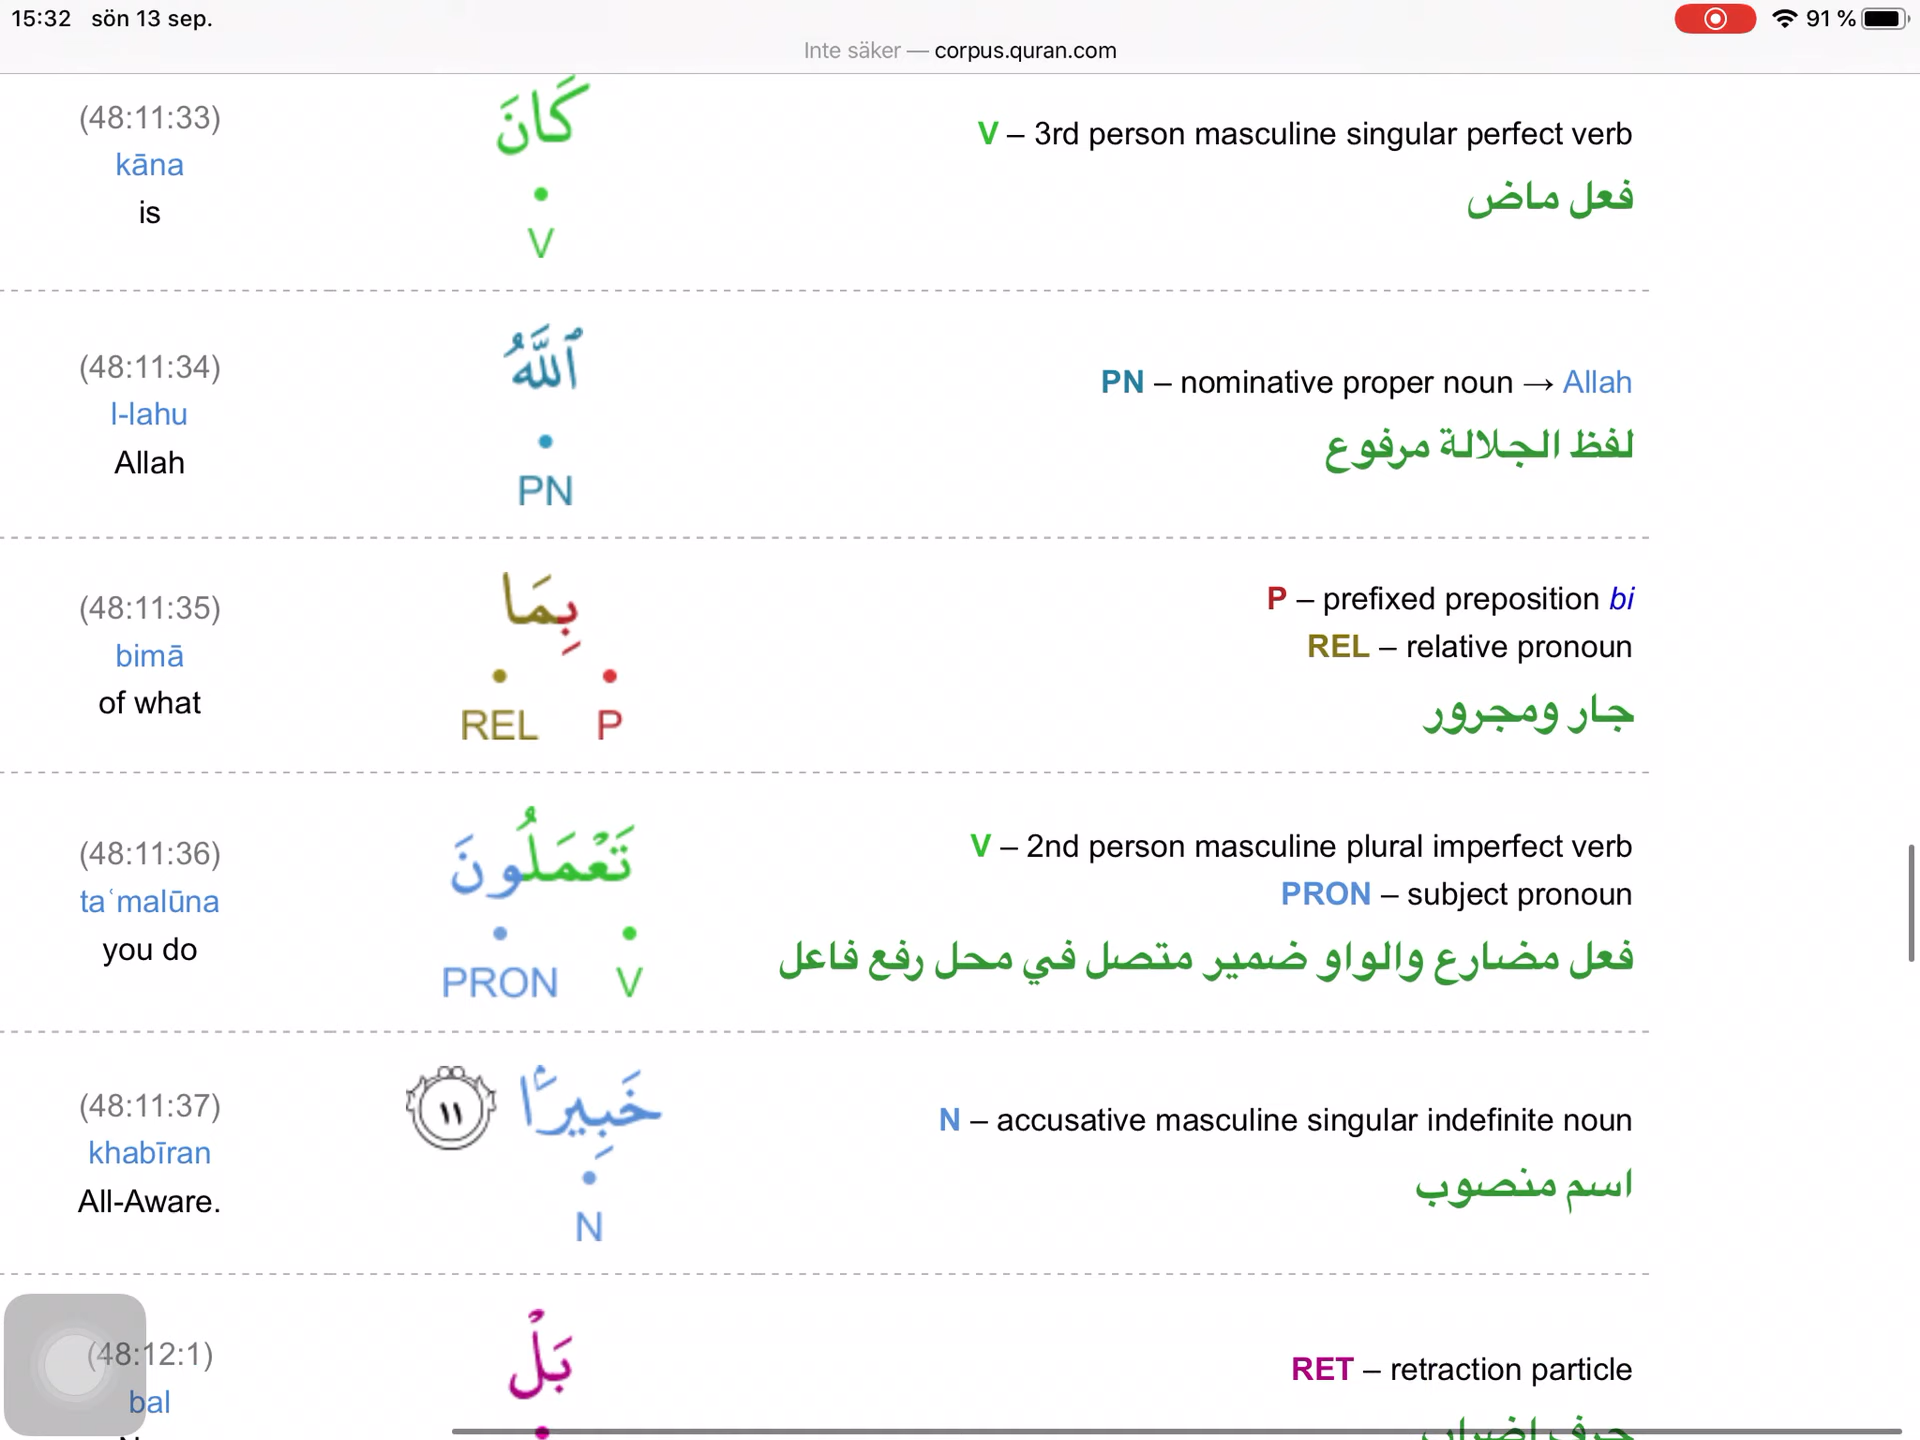 15:32 sön 13 sep.
91 %
Inte säker — corpus.quran.com
(48:11:33)
kāna
is
كَانَ
V
V – 3rd person masculine singular perfect verb
فعل ماض
(48:11:34)
l-lahu
Allah
ٱللَّهُ
PN
PN – nominative proper noun → Allah
لفظ الجلالة مرفوع
(48:11:35)
bimā
of what
بِمَا
REL P
P – prefixed preposition bi
REL – relative pronoun
جار ومجرور
(48:11:36)
taʿmalūna
you do
تَعْمَلُونَ
PRON V
V – 2nd person masculine plural imperfect verb
PRON – subject pronoun
فعل مضارع والواو ضمير متصل في محل رفع فاعل
(48:11:37)
khabīran
All-Aware.
خَبِيرًۢا ١١
N
N – accusative masculine singular indefinite noun
اسم منصوب
(48:12:1)
bal
بَلْ
RET – retraction particle
حرف اضراب